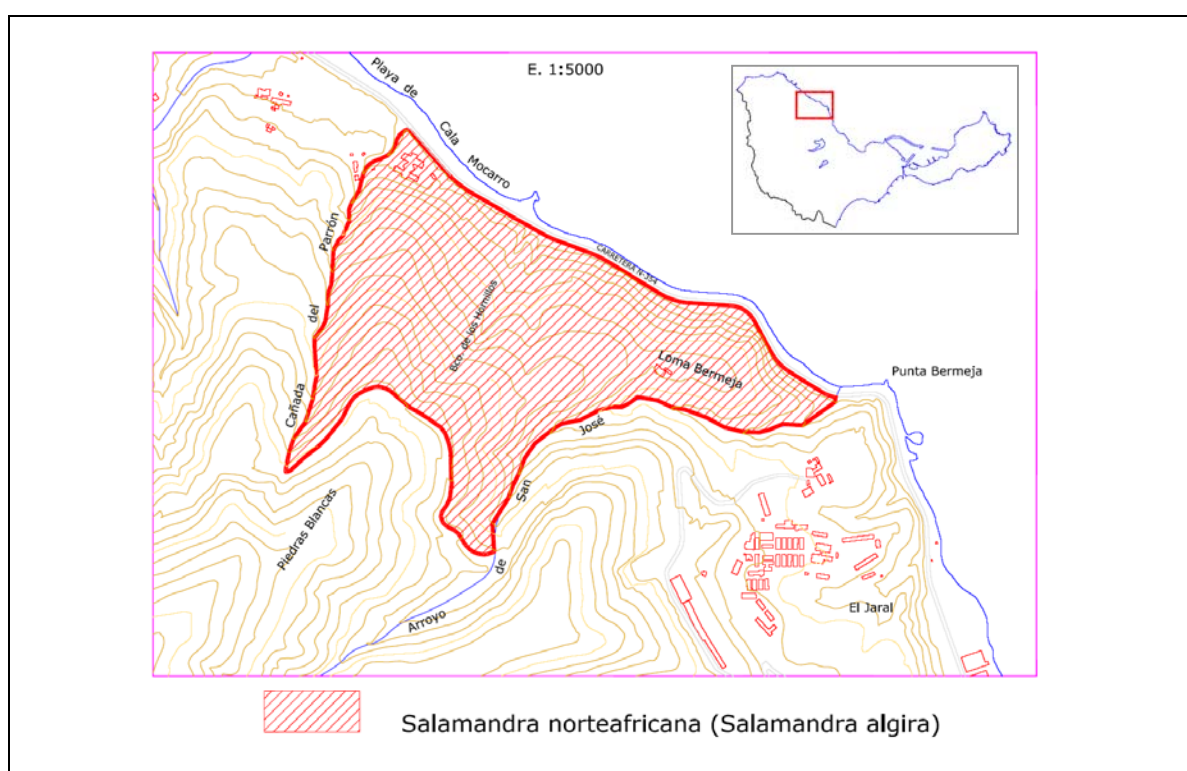 E. 1:5000
Playa de Cala Mocarro
CARRETERA N-354
Cañada del Parrón
Bco. de los Hornillos
Loma Bermeja
Punta Bermeja
Arroyo de San José
Piedras Blancas
El Jaral
Salamandra norteafricana (Salamandra algira)